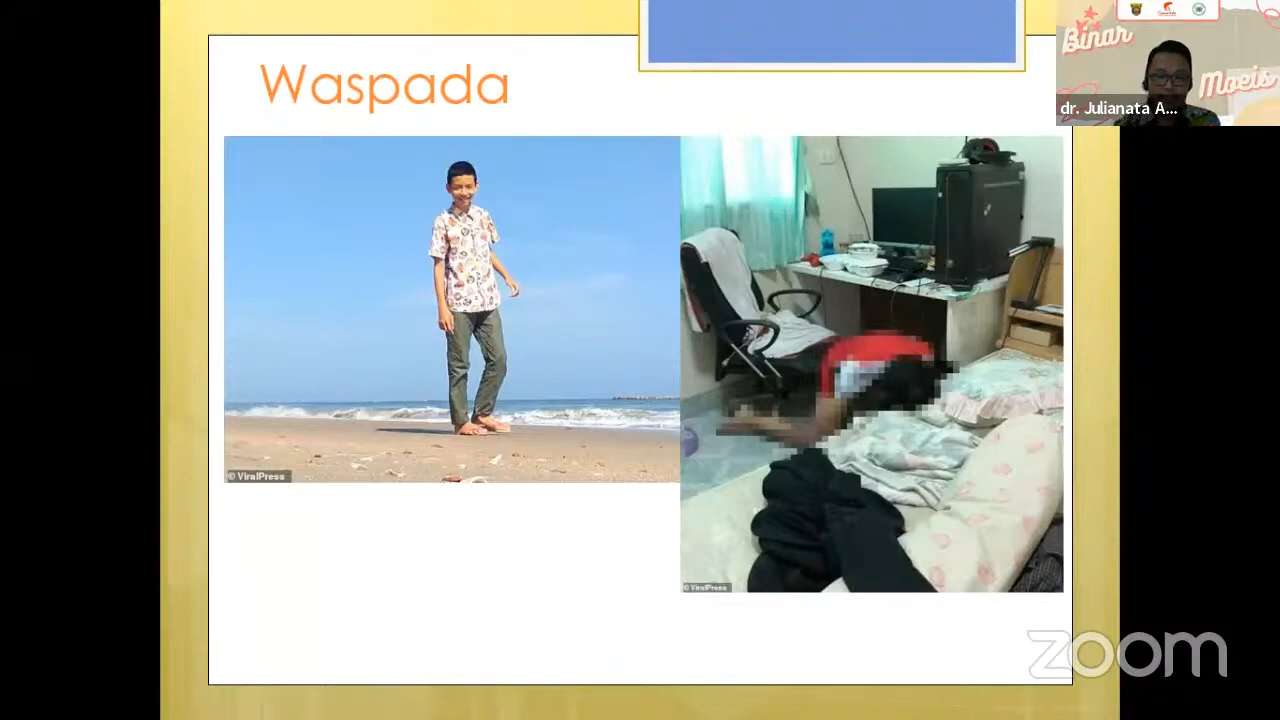 Waspada
Binar
Moeis
dr. Julianata A...
© ViralPress
© ViralPress
zoom